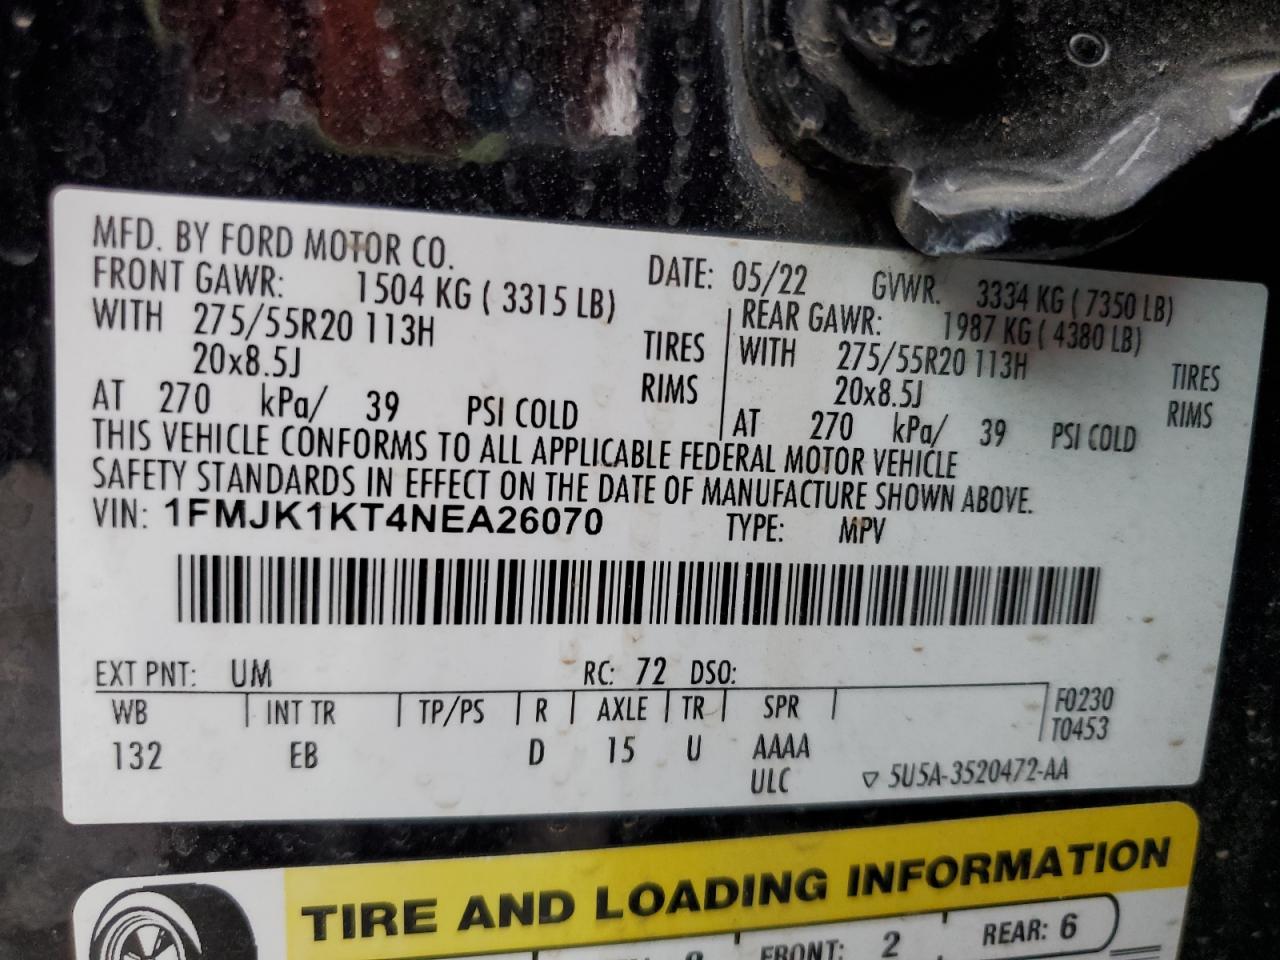 MFD. BY FORD MOTOR CO.
DATE: 05/22 GVWR. 3334 KG ( 7350 LB)
FRONT GAWR: 1504 KG ( 3315 LB)
REAR GAWR: 1987 KG ( 4380 LB)
WITH 275/55R20 113H TIRES
WITH 275/55R20 113H TIRES
20x8.5J RIMS
20x8.5J RIMS
AT 270 kPa/ 39 PSI COLD
AT 270 kPa/ 39 PSI COLD
THIS VEHICLE CONFORMS TO ALL APPLICABLE FEDERAL MOTOR VEHICLE
SAFETY STANDARDS IN EFFECT ON THE DATE OF MANUFACTURE SHOWN ABOVE.
VIN: 1FMJK1KT4NEA26070 TYPE: MPV
EXT PNT: UM RC: 72 DSO:
WB INT TR TP/PS R AXLE TR SPR F0230
T0453
132 EB D 15 U AAAA
ULC ▽ 5U5A-3520472-AA
TIRE AND LOADING INFORMATION
FRONT: 2 REAR: 6